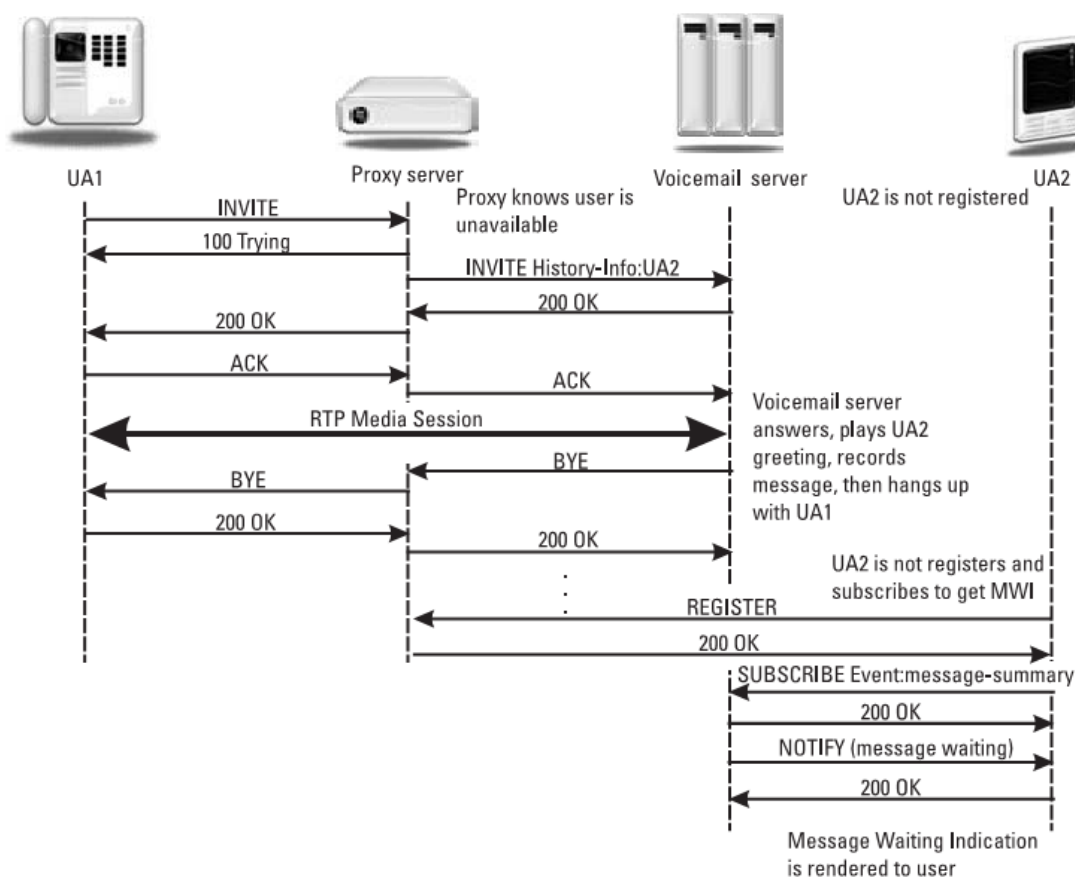 UA1
Proxy server
Voicemail server
UA2
Proxy knows user is
unavailable
UA2 is not registered
INVITE
100 Trying
INVITE History-Info:UA2
200 OK
200 OK
ACK
ACK
RTP Media Session
Voicemail server
answers, plays UA2
greeting, records
message, then hangs up
with UA1
BYE
BYE
200 OK
200 OK
UA2 is not registers and
subscribes to get MWI
REGISTER
200 OK
SUBSCRIBE Event:message-summary
200 OK
NOTIFY (message waiting)
200 OK
Message Waiting Indication
is rendered to user